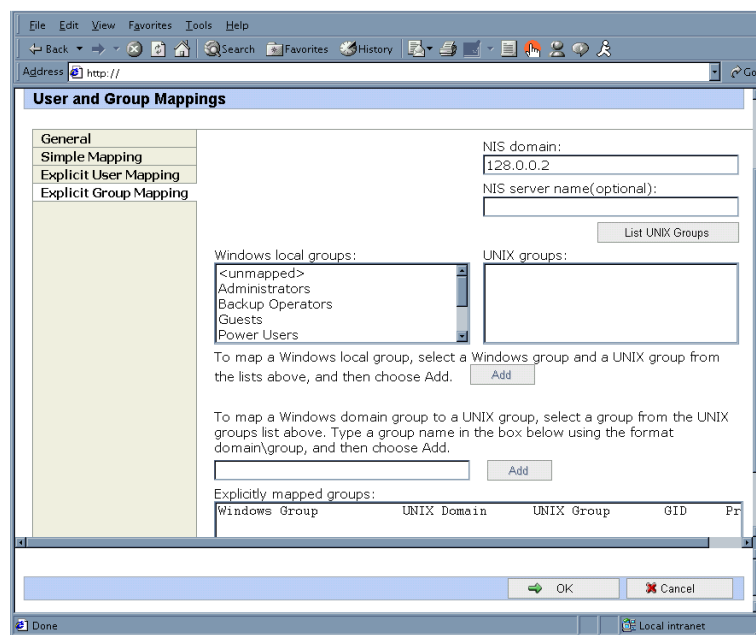 File Edit View Favorites Tools Help
Back Search Favorites History
Address http:// Go
User and Group Mappings
General
Simple Mapping
Explicit User Mapping
Explicit Group Mapping
NIS domain:
128.0.0.2
NIS server name(optional):
List UNIX Groups
Windows local groups:
UNIX groups:
<unmapped>
Administrators
Backup Operators
Guests
Power Users
To map a Windows local group, select a Windows group and a UNIX group from
the lists above, and then choose Add. Add
To map a Windows domain group to a UNIX group, select a group from the UNIX
groups list above. Type a group name in the box below using the format
domain\group, and then choose Add.
Add
Explicitly mapped groups:
Windows Group UNIX Domain UNIX Group GID Pr
OK Cancel
Done Local intranet